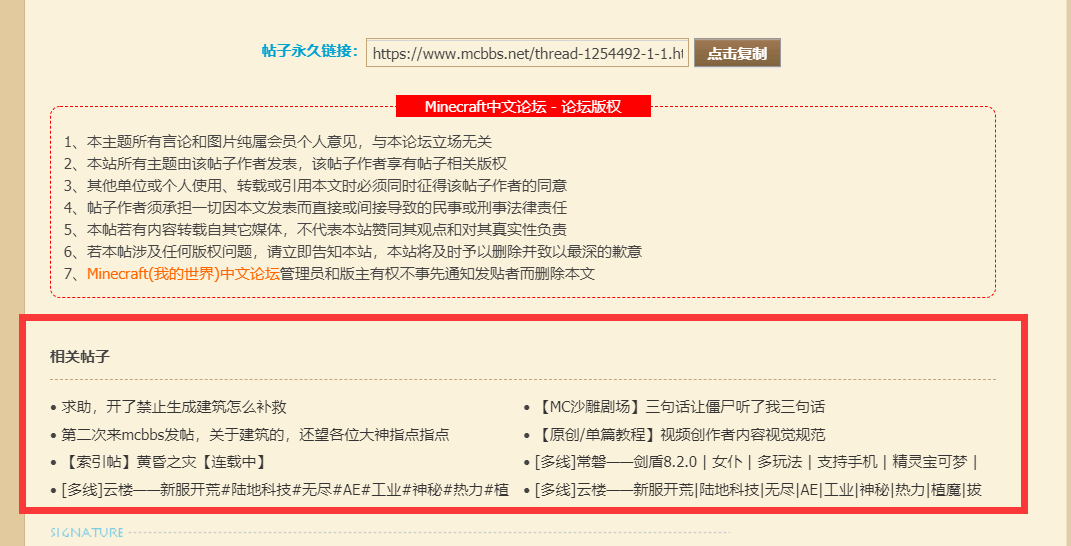 帖子永久链接: https://www.mcbbs.net/thread-1254492-1-1.ht 点击复制
Minecraft中文论坛 - 论坛版权
1、本主题所有言论和图片纯属会员个人意见，与本论坛立场无关
2、本站所有主题由该帖子作者发表，该帖子作者享有帖子相关版权
3、其他单位或个人使用、转载或引用本文时必须同时征得该帖子作者的同意
4、帖子作者须承担一切因本文发表而直接或间接导致的民事或刑事法律责任
5、本帖若有内容转载自其它媒体，不代表本站赞同其观点和对其真实性负责
6、若本帖涉及任何版权问题，请立即告知本站，本站将及时予以删除并致以最深的歉意
7、Minecraft(我的世界)中文论坛管理员和版主有权不事先通知发贴者而删除本文
相关帖子
• 求助，开了禁止生成建筑怎么补救
• 【MC沙雕剧场】三句话让僵尸听了我三句话
• 第二次来mcbbs发帖，关于建筑的，还望各位大神指点指点
• 【原创/单篇教程】视频创作者内容视觉规范
• 【索引帖】黄昏之灾【连载中】
• [多线]常磐——剑盾8.2.0 | 女仆 | 多玩法 | 支持手机 | 精灵宝可梦 |
• [多线]云楼——新服开荒#陆地科技#无尽#AE#工业#神秘#热力#植
• [多线]云楼——新服开荒|陆地科技|无尽|AE|工业|神秘|热力|植魔|拔
SIGNATURE